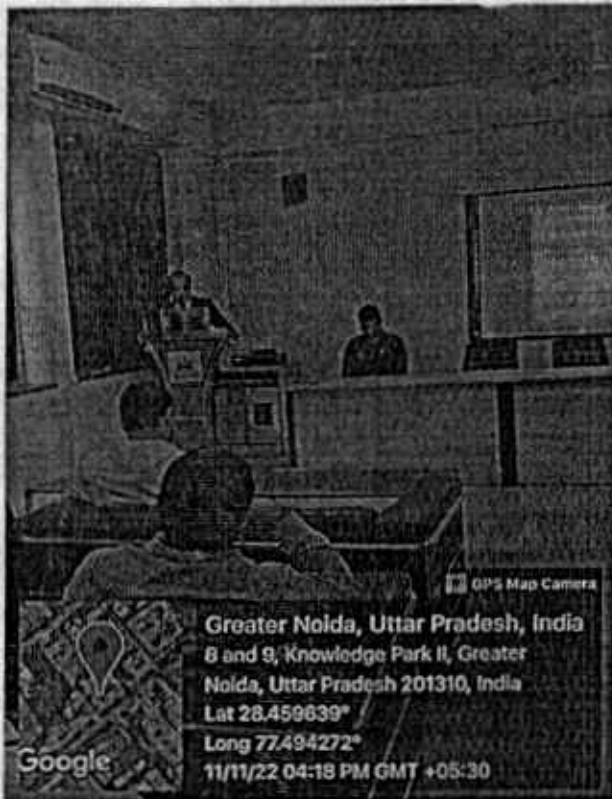 GPS Map Camera
Greater Noida, Uttar Pradesh, India
8 and 9, Knowledge Park II, Greater
Noida, Uttar Pradesh 201310, India
Lat 28.459639°
Long 77.494272°
11/11/22 04:18 PM GMT +05:30
Google